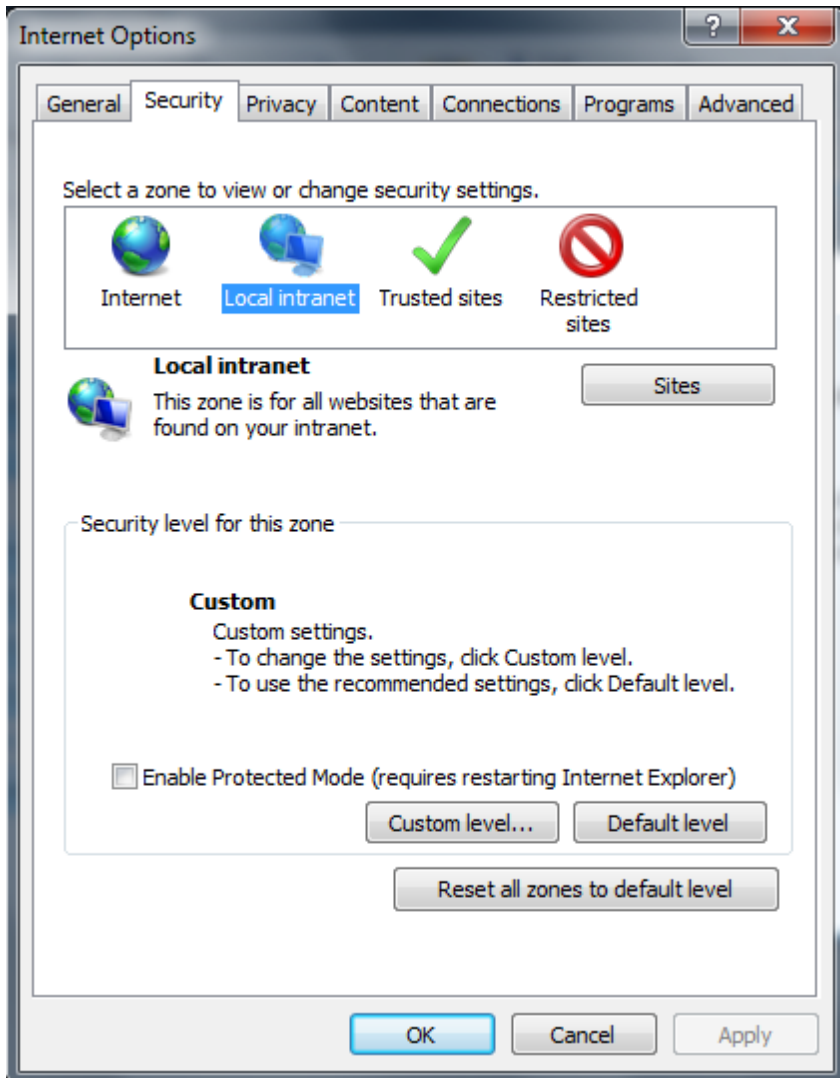 Internet Options
?
X
General Security Privacy Content Connections Programs Advanced
Select a zone to view or change security settings.
Internet Local intranet Trusted sites Restricted
sites
Local intranet
Sites
This zone is for all websites that are
found on your intranet.
Security level for this zone
Custom
Custom settings.
- To change the settings, click Custom level.
- To use the recommended settings, click Default level.
Enable Protected Mode (requires restarting Internet Explorer)
Custom level... Default level
Reset all zones to default level
OK Cancel Apply